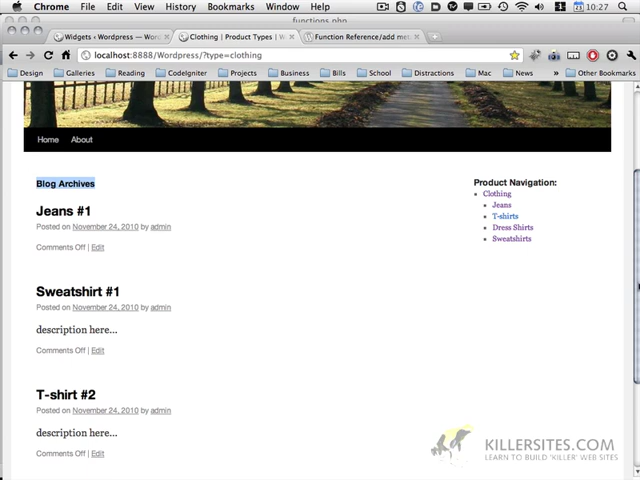 Chrome File Edit View History Bookmarks Window Help 10:27
functions.php
Widgets ‹ Wordpress — Word
Clothing | Product Types | W
Function Reference/add met
localhost:8888/Wordpress/?type=clothing
Design Galleries Reading CodeIgniter Projects Business Bills School Distractions Mac News » Other Bookmarks
Home About
Blog Archives
Jeans #1
Posted on November 24, 2010 by admin
Comments Off | Edit
Sweatshirt #1
Posted on November 24, 2010 by admin
description here...
Comments Off | Edit
T-shirt #2
Posted on November 24, 2010 by admin
description here...
Comments Off | Edit
Product Navigation:
Clothing
Jeans
T-shirts
Dress Shirts
Sweatshirts
KILLERSITES.COM
LEARN TO BUILD 'KILLER' WEB SITES